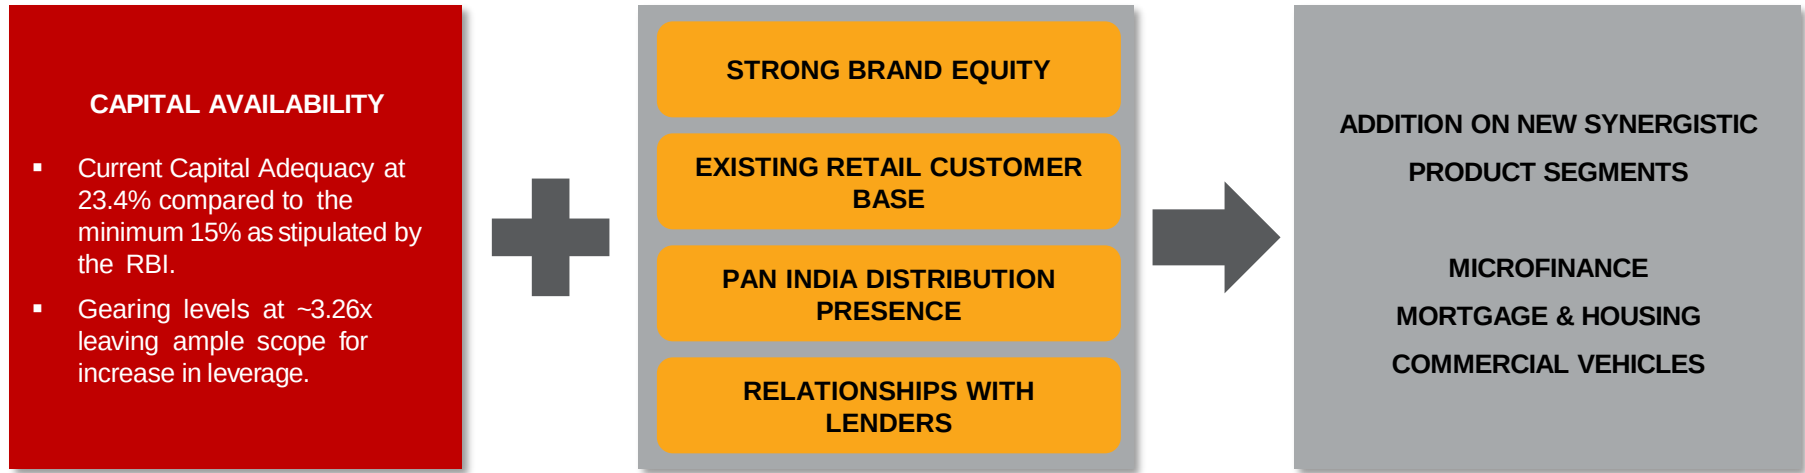 CAPITAL AVAILABILITY
▪ Current Capital Adequacy at
23.4% compared to the
minimum 15% as stipulated by
the RBI.
▪ Gearing levels at ~3.26x
leaving ample scope for
increase in leverage.
STRONG BRAND EQUITY
EXISTING RETAIL CUSTOMER
BASE
PAN INDIA DISTRIBUTION
PRESENCE
RELATIONSHIPS WITH
LENDERS
ADDITION ON NEW SYNERGISTIC
PRODUCT SEGMENTS
MICROFINANCE
MORTGAGE & HOUSING
COMMERCIAL VEHICLES